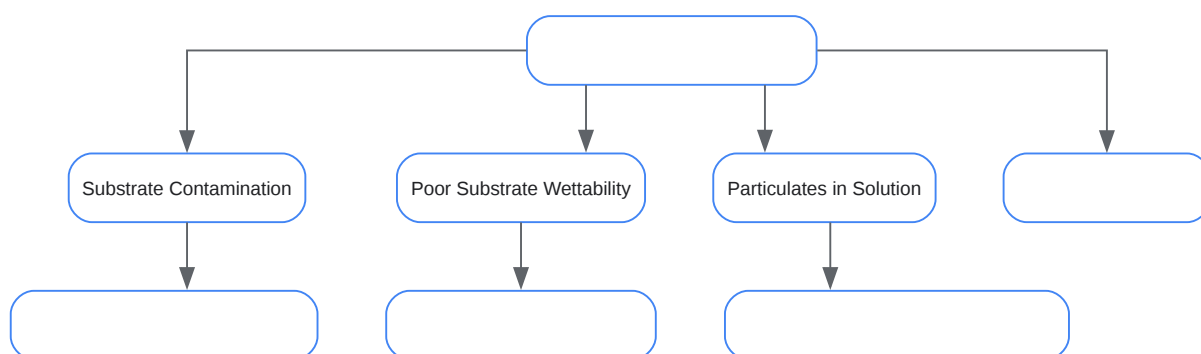 Substrate Contamination
Poor Substrate Wettability
Particulates in Solution